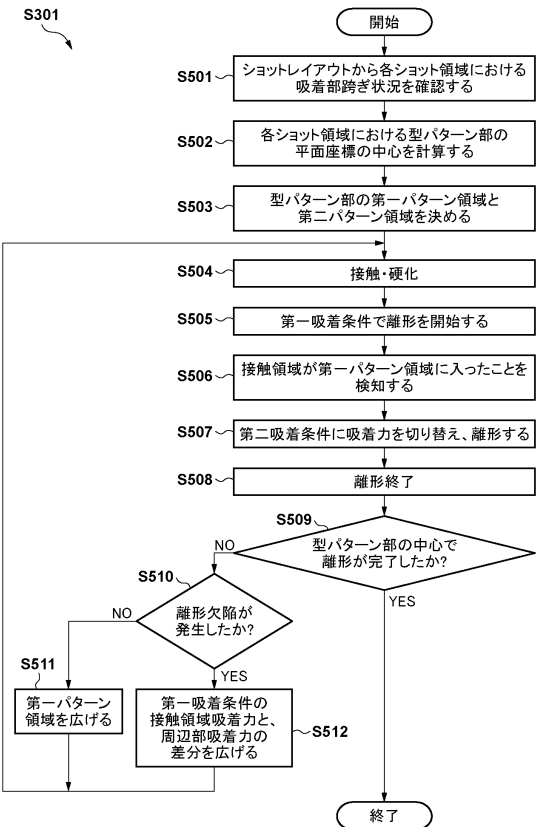 S301
開始
S501
ショットレイアウトから各ショット領域における
吸着部跨ぎ状況を確認する
S502
各ショット領域における型パターン部の
平面座標の中心を計算する
S503
型パターン部の第一パターン領域と
第二パターン領域を決める
S504
接触・硬化
S505
第一吸着条件で離形を開始する
S506
接触領域が第一パターン領域に入ったことを
検知する
S507
第二吸着条件に吸着力を切り替え、離形する
S508
離形終了
S509
型パターン部の中心で
離形が完了したか?
NO
YES
S510
離形欠陥が
発生したか?
NO
YES
S511
第一パターン
領域を広げる
S512
第一吸着条件の
接触領域吸着力と、
周辺部吸着力の
差分を広げる
終了